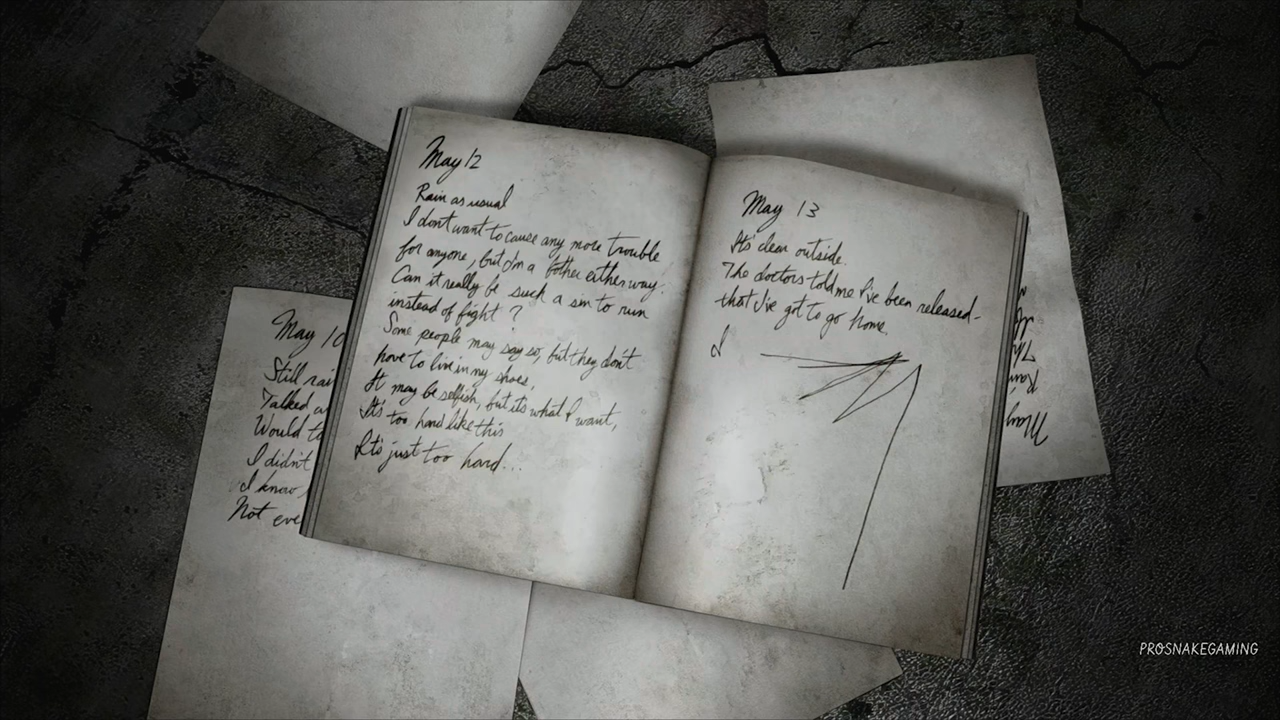 May 12
Rain as usual
I don't want to cause any more trouble
for anyone, but I'm a bother either way.
Can it really be such a sin to run
instead of fight?
Some people may say so, but they don't
have to live in my shoes.
It may be selfish, but it's what I want,
It's too hard like this
It's just too hard...
May 13
It's clear outside.
The doctors told me I've been released-
that I've got to go home.
I
May 10
Still rai
Talked a
Would to
I didn't
I know
Not eve
May
Rain
Th
PROSNAKEGAMING